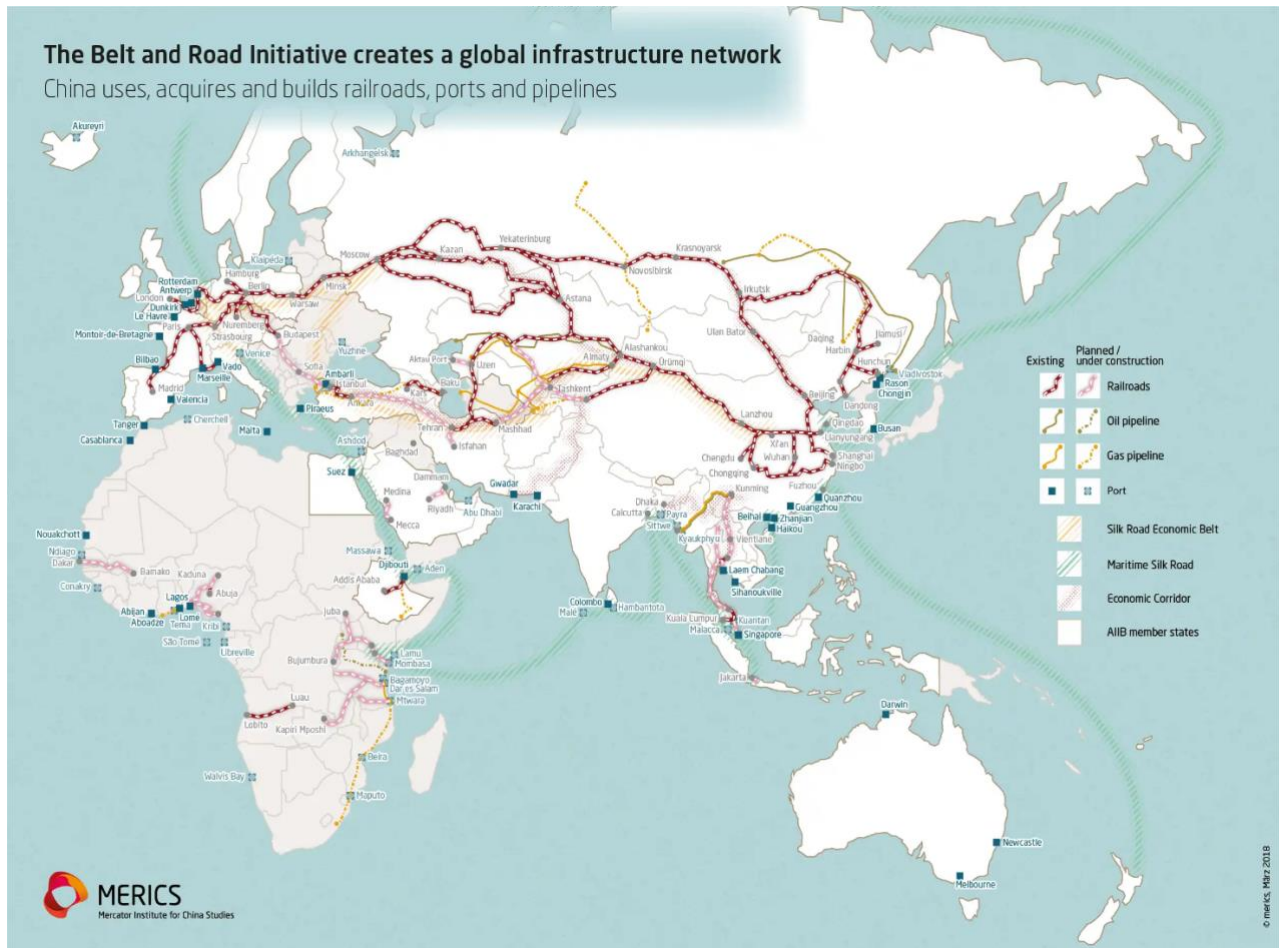 The Belt and Road Initiative creates a global infrastructure network
China uses, acquires and builds railroads, ports and pipelines
Akureyri
Arkhangelsk
Yekaterinburg
Kazan
Moscow
Krasnoyarsk
Novosibirsk
Klaipeda
Hamburg
Rotterdam
Antwerp
Berlin
Minsk
London
Dunkirk
Warsaw
Le Havre
Astana
Irkutsk
Paris
Nuremberg
Montoir-de-Bretagne
Strasbourg
Budapest
Ulan Bator
Daqing
Jiamusi
Yuzhne
Alashankou
Harbin
Venice
Bilbao
Vado
Aktau Port
Uzen
Almaty
Ürümqi
Hunchun
Sofia
Ambarli
Vladivostok
Marseille
Istanbul
Baku
Rason
Madrid
Kars
Tashkent
Beijing
Chongjin
Valencia
Ankara
Dandong
Piraeus
Lanzhou
Cherchell
Qingdao
Tanger
Tehran
Mashhad
Busan
Malta
Lianyungang
Casablanca
Ashdod
Isfahan
Xi'an
Baghdad
Chengdu
Wuhan
Shanghai
Suez
Chongqing
Ningbo
Dammam
Gwadar
Fuzhou
Medina
Karachi
Kunming
Quanzhou
Riyadh
Abu Dhabi
Dhaka
Guangzhou
Mecca
Calcutta
Payra
Beihai
Zhanjian
Sittwe
Haikou
Nouakchott
Kyaukphyu
Vientiane
Ndiago
Massawa
Dakar
Djibouti
Aden
Laem Chabang
Bamako
Kaduna
Addis Ababa
Conakry
Abuja
Sihanoukville
Lagos
Colombo
Hambantota
Abijan
Lome
Malé
Juba
Aboadze
Tema
Kribi
Kuala Lumpur
Kuantan
Malacca
Singapore
São Tomé
Libreville
Lamu
Bujumbura
Mombasa
Bagamoyo
Jakarta
Dar es Salam
Luau
Mtwara
Lobito
Kapiri Mposhi
Darwin
Beira
Walvis Bay
Maputo
Newcastle
Melbourne
Existing
Planned /
under construction
Railroads
Oil pipeline
Gas pipeline
Port
Silk Road Economic Belt
Maritime Silk Road
Economic Corridor
AIIB member states
MERICS
Mercator Institute for China Studies
© merics, März 2018